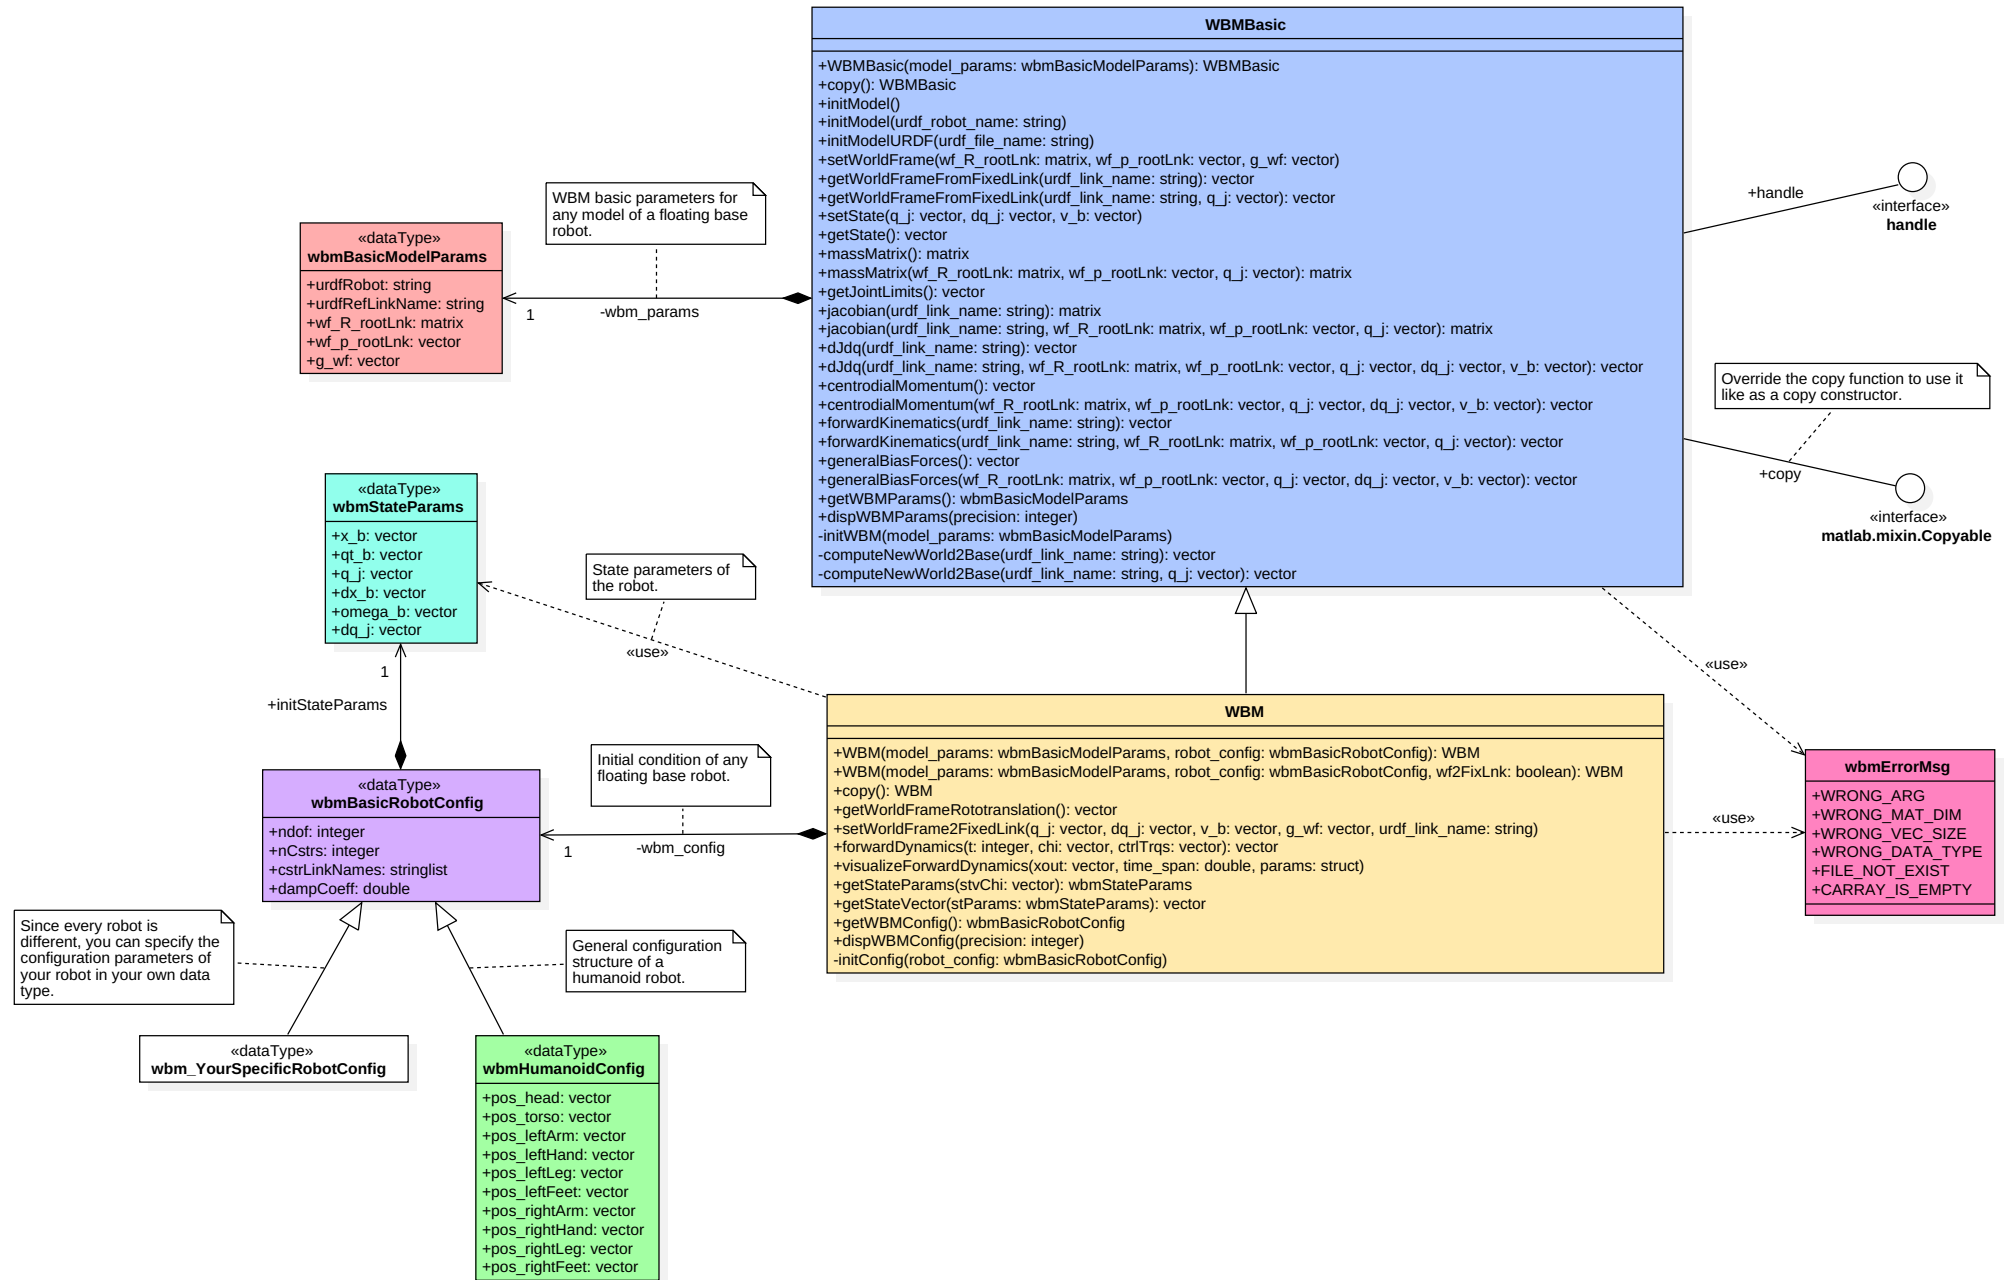 WBMBasic
+WBMBasic(model_params: wbmBasicModelParams): WBMBasic
+copy(): WBMBasic
+initModel()
+initModel(urdf_robot_name: string)
+initModelURDF(urdf_file_name: string)
+setWorldFrame(wf_R_rootLnk: matrix, wf_p_rootLnk: vector, g_wf: vector)
+getWorldFrameFromFixedLink(urdf_link_name: string): vector
+getWorldFrameFromFixedLink(urdf_link_name: string, q_j: vector): vector
+setState(q_j: vector, dq_j: vector, v_b: vector)
+getState(): vector
+massMatrix(): matrix
+massMatrix(wf_R_rootLnk: matrix, wf_p_rootLnk: vector, q_j: vector): matrix
+getJointLimits(): vector
+jacobian(urdf_link_name: string): matrix
+jacobian(urdf_link_name: string, wf_R_rootLnk: matrix, wf_p_rootLnk: vector, q_j: vector): matrix
+dJdq(urdf_link_name: string): vector
+dJdq(urdf_link_name: string, wf_R_rootLnk: matrix, wf_p_rootLnk: vector, q_j: vector, dq_j: vector, v_b: vector): vector
+centrodialMomentum(): vector
+centrodialMomentum(wf_R_rootLnk: matrix, wf_p_rootLnk: vector, q_j: vector, dq_j: vector, v_b: vector): vector
+forwardKinematics(urdf_link_name: string): vector
+forwardKinematics(urdf_link_name: string, wf_R_rootLnk: matrix, wf_p_rootLnk: vector, q_j: vector): vector
+generalBiasForces(): vector
+generalBiasForces(wf_R_rootLnk: matrix, wf_p_rootLnk: vector, q_j: vector, dq_j: vector, v_b: vector): vector
+getWBMParams(): wbmBasicModelParams
+dispWBMParams(precision: integer)
-initWBM(model_params: wbmBasicModelParams)
-computeNewWorld2Base(urdf_link_name: string): vector
-computeNewWorld2Base(urdf_link_name: string, q_j: vector): vector
+handle
«interface»
handle
WBM basic parameters for
any model of a floating base
robot.
«dataType»
wbmBasicModelParams
+urdfRobot: string
+urdfRefLinkName: string
+wf_R_rootLnk: matrix
+wf_p_rootLnk: vector
+g_wf: vector
1
-wbm_params
Override the copy function to use it
like as a copy constructor.
+copy
«interface»
matlab.mixin.Copyable
«dataType»
wbmStateParams
+x_b: vector
+qt_b: vector
+q_j: vector
+dx_b: vector
+omega_b: vector
+dq_j: vector
State parameters of
the robot.
«use»
1
+initStateParams
«use»
WBM
+WBM(model_params: wbmBasicModelParams, robot_config: wbmBasicRobotConfig): WBM
+WBM(model_params: wbmBasicModelParams, robot_config: wbmBasicRobotConfig, wf2FixLnk: boolean): WBM
+copy(): WBM
+getWorldFrameRototranslation(): vector
+setWorldFrame2FixedLink(q_j: vector, dq_j: vector, v_b: vector, g_wf: vector, urdf_link_name: string)
+forwardDynamics(t: integer, chi: vector, ctrlTrqs: vector): vector
+visualizeForwardDynamics(xout: vector, time_span: double, params: struct)
+getStateParams(stvChi: vector): wbmStateParams
+getStateVector(stParams: wbmStateParams): vector
+getWBMConfig(): wbmBasicRobotConfig
+dispWBMConfig(precision: integer)
-initConfig(robot_config: wbmBasicRobotConfig)
«use»
wbmErrorMsg
+WRONG_ARG
+WRONG_MAT_DIM
+WRONG_VEC_SIZE
+WRONG_DATA_TYPE
+FILE_NOT_EXIST
+CARRAY_IS_EMPTY
Initial condition of any
floating base robot.
1
-wbm_config
«dataType»
wbmBasicRobotConfig
+ndof: integer
+nCstrs: integer
+cstrLinkNames: stringlist
+dampCoeff: double
Since every robot is
different, you can specify the
configuration parameters of
your robot in your own data
type.
General configuration
structure of a
humanoid robot.
«dataType»
wbm_YourSpecificRobotConfig
«dataType»
wbmHumanoidConfig
+pos_head: vector
+pos_torso: vector
+pos_leftArm: vector
+pos_leftHand: vector
+pos_leftLeg: vector
+pos_leftFeet: vector
+pos_rightArm: vector
+pos_rightHand: vector
+pos_rightLeg: vector
+pos_rightFeet: vector